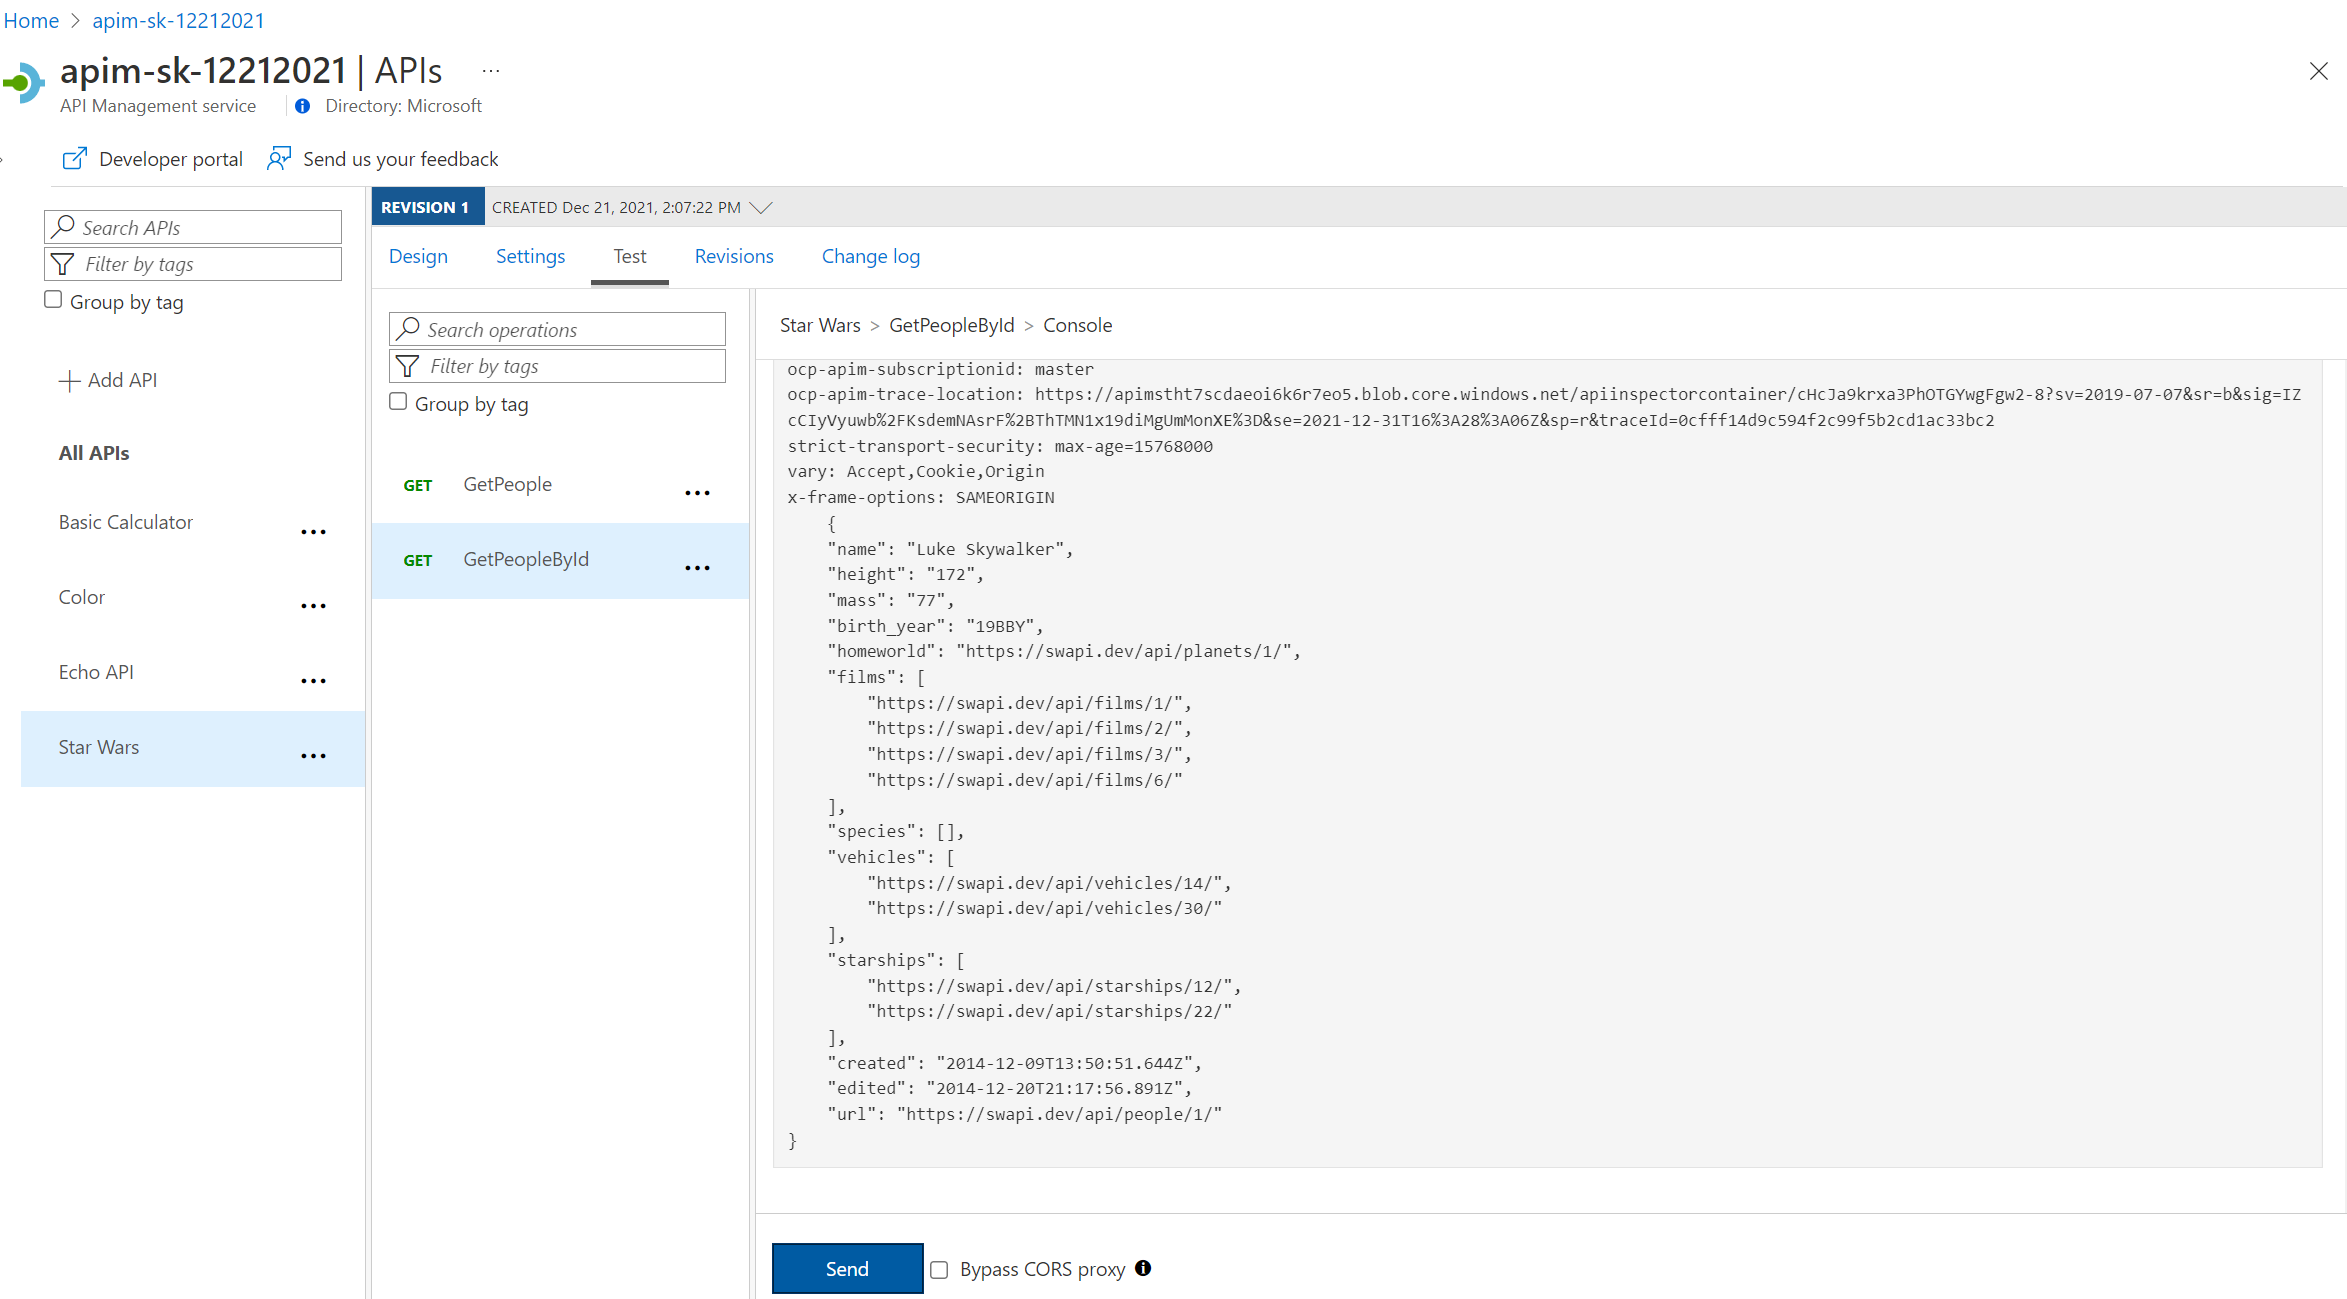 Home > apim-sk-12212021
apim-sk-12212021 | APIs ...
API Management service
Directory: Microsoft
Developer portal
Send us your feedback
Search APIs
Filter by tags
Group by tag
Add API
All APIs
Basic Calculator ...
Color ...
Echo API ...
Star Wars ...
REVISION 1 CREATED Dec 21, 2021, 2:07:22 PM
Design Settings Test Revisions Change log
Search operations
Filter by tags
Group by tag
GET GetPeople ...
GET GetPeopleById ...
Star Wars > GetPeopleById > Console
ocp-apim-subscriptionid: master
ocp-apim-trace-location: https://apimstht7scdaeoi6k6r7eo5.blob.core.windows.net/apiinspectorcontainer/cHcJa9krxa3PhOTGYwgFgw2-8?sv=2019-07-07&sr=b&sig=IZ
cCIyVyuwb%2FKsdemNAsrF%2BThTMN1x19diMgUmMonXE%3D&se=2021-12-31T16%3A28%3A06Z&sp=r&traceId=0cfff14d9c594f2c99f5b2cd1ac33bc2
strict-transport-security: max-age=15768000
vary: Accept,Cookie,Origin
x-frame-options: SAMEORIGIN
{
"name": "Luke Skywalker",
"height": "172",
"mass": "77",
"birth_year": "19BBY",
"homeworld": "https://swapi.dev/api/planets/1/",
"films": [
"https://swapi.dev/api/films/1/",
"https://swapi.dev/api/films/2/",
"https://swapi.dev/api/films/3/",
"https://swapi.dev/api/films/6/"
],
"species": [],
"vehicles": [
"https://swapi.dev/api/vehicles/14/",
"https://swapi.dev/api/vehicles/30/"
],
"starships": [
"https://swapi.dev/api/starships/12/",
"https://swapi.dev/api/starships/22/"
],
"created": "2014-12-09T13:50:51.644Z",
"edited": "2014-12-20T21:17:56.891Z",
"url": "https://swapi.dev/api/people/1/"
}
Send
Bypass CORS proxy